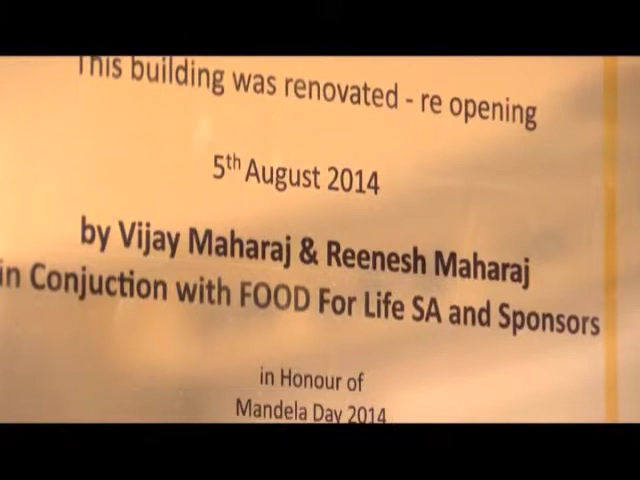 This building was renovated - re opening
5th August 2014
by Vijay Maharaj & Reenesh Maharaj
in Conjuction with FOOD For Life SA and Sponsors
in Honour of
Mandela Day 2014